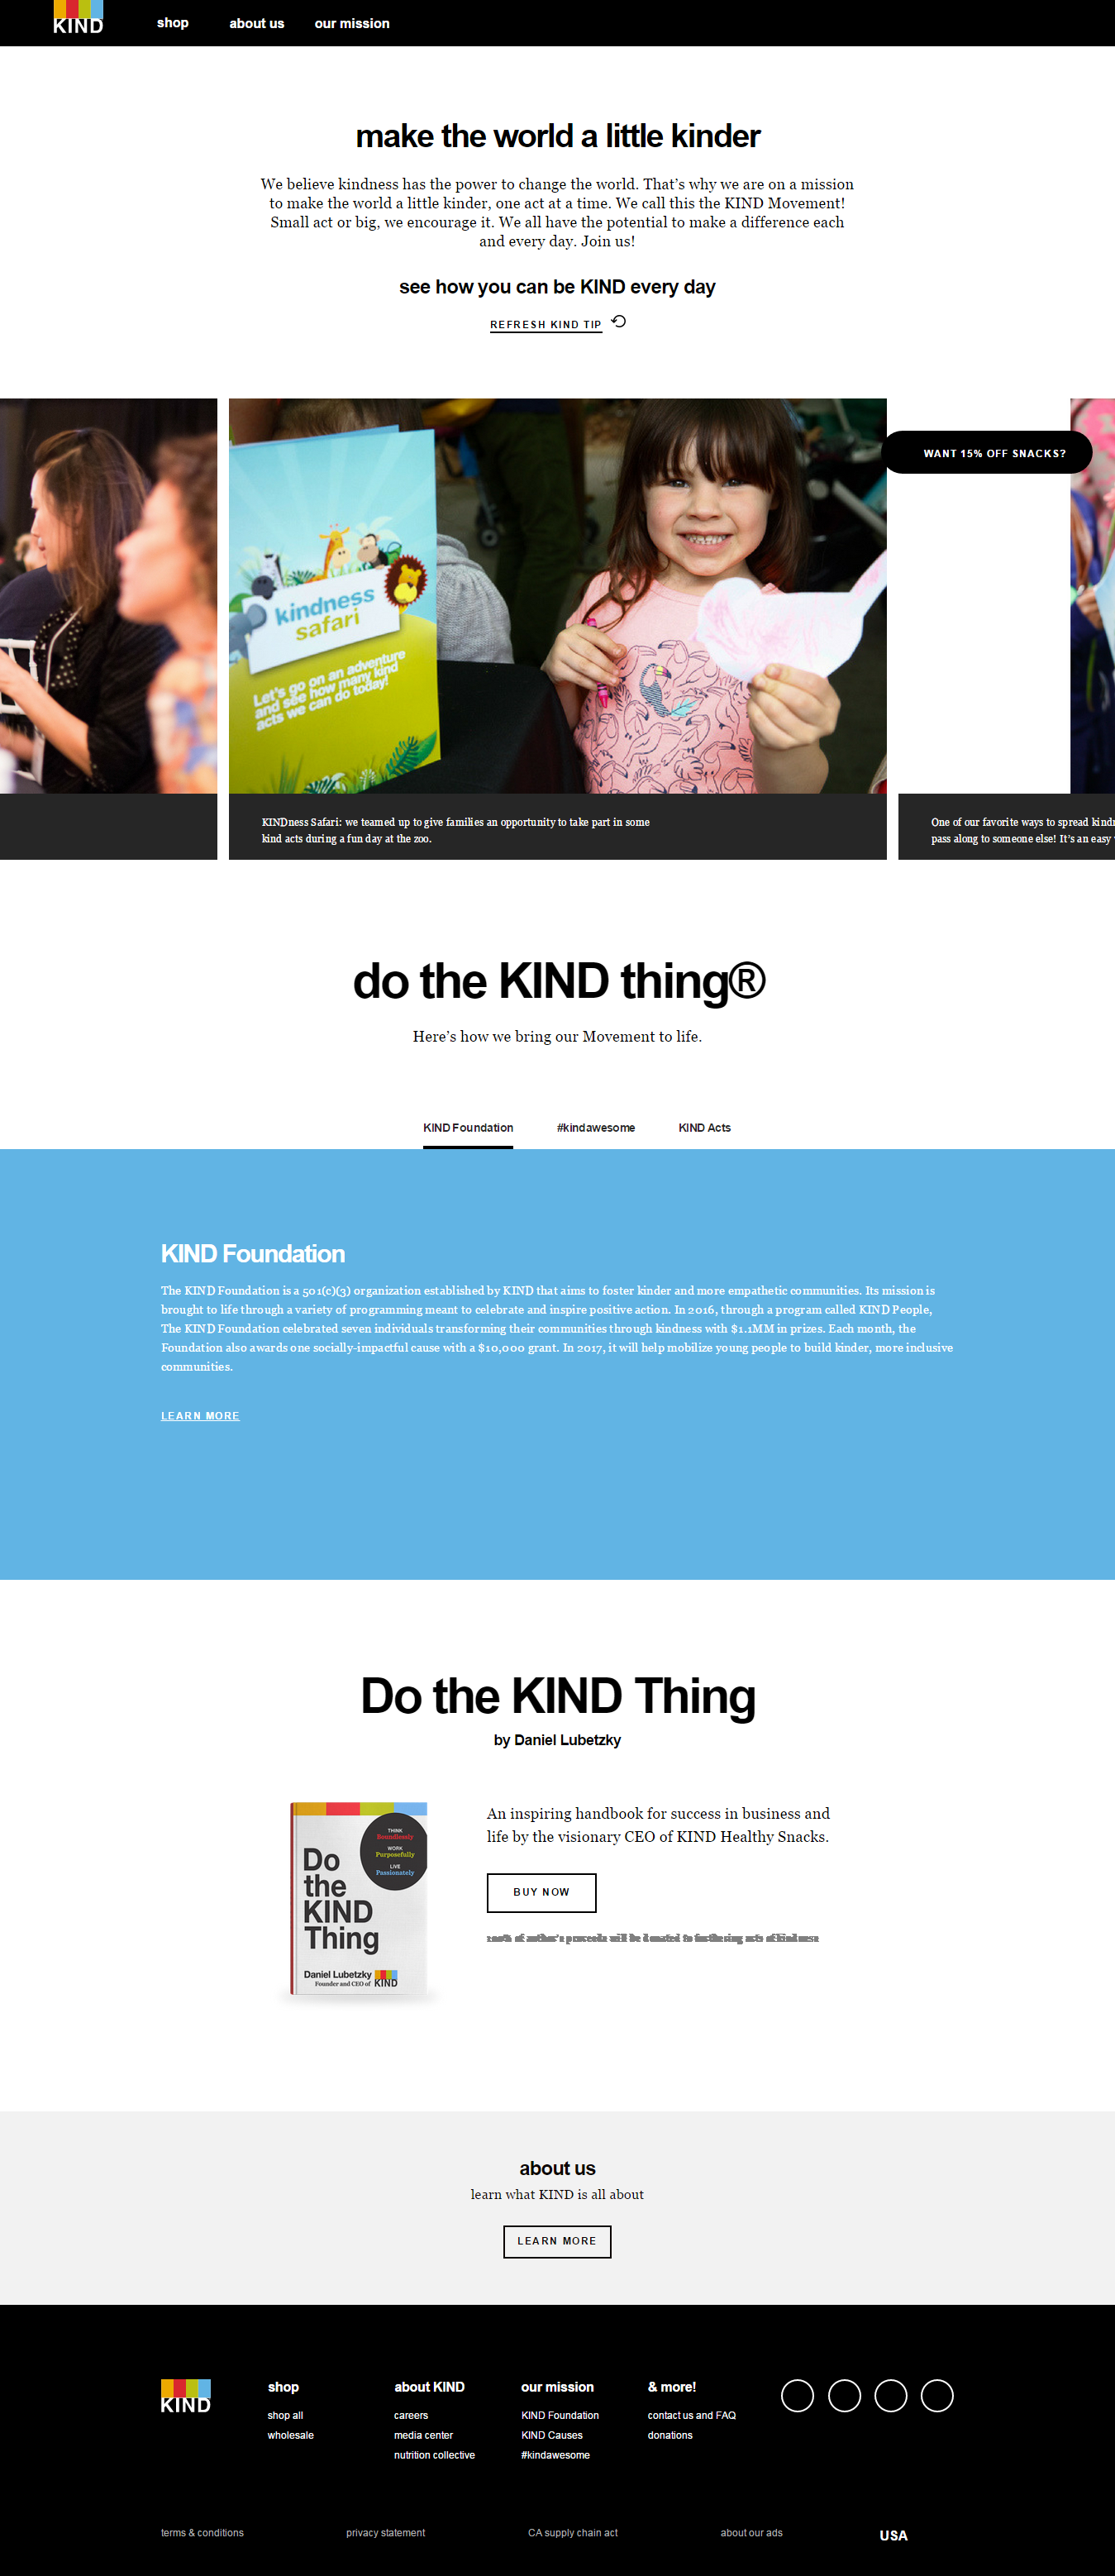 KIND
shop
about us
our mission
make the world a little kinder
We believe kindness has the power to change the world. That's why we are on a mission
to make the world a little kinder, one act at a time. We call this the KIND Movement!
Small act or big, we encourage it. We all have the potential to make a difference each
and every day. Join us!
see how you can be KIND every day
REFRESH KIND TIP
WANT 15% OFF SNACKS?
kindness
safari
Let's go on an adventure
and see how many kind
acts we can do today!
KINDness Safari: we teamed up to give families an opportunity to take part in some
kind acts during a fun day at the zoo.
One of our favorite ways to spread
pass along to someone else! It's an easy
do the KIND thing®
Here's how we bring our Movement to life.
KIND Foundation
#kindawesome
KIND Acts
KIND Foundation
The KIND Foundation is a 501(c)(3) organization established by KIND that aims to foster kinder and more empathetic communities. Its mission is
brought to life through a variety of programming meant to celebrate and inspire positive action. In 2016, through a program called KIND People,
The KIND Foundation celebrated seven individuals transforming their communities through kindness with $1.1MM in prizes. Each month, the
Foundation also awards one socially-impactful cause with a $10,000 grant. In 2017, it will help mobilize young people to build kinder, more inclusive
communities.
LEARN MORE
Do the KIND Thing
by Daniel Lubetzky
THINK
Boundlessly
WORK
Purposefully
LIVE
Passionately
Do
the
KIND
Thing
Daniel Lubetzky
Founder and CEO of KIND
An inspiring handbook for success in business and
life by the visionary CEO of KIND Healthy Snacks.
BUY NOW
100% of author's proceeds will be donated to furthering acts of kindness
about us
learn what KIND is all about
LEARN MORE
KIND
shop
shop all
wholesale
about KIND
careers
media center
nutrition collective
our mission
KIND Foundation
KIND Causes
#kindawesome
& more!
contact us and FAQ
donations
terms & conditions
privacy statement
CA supply chain act
about our ads
USA